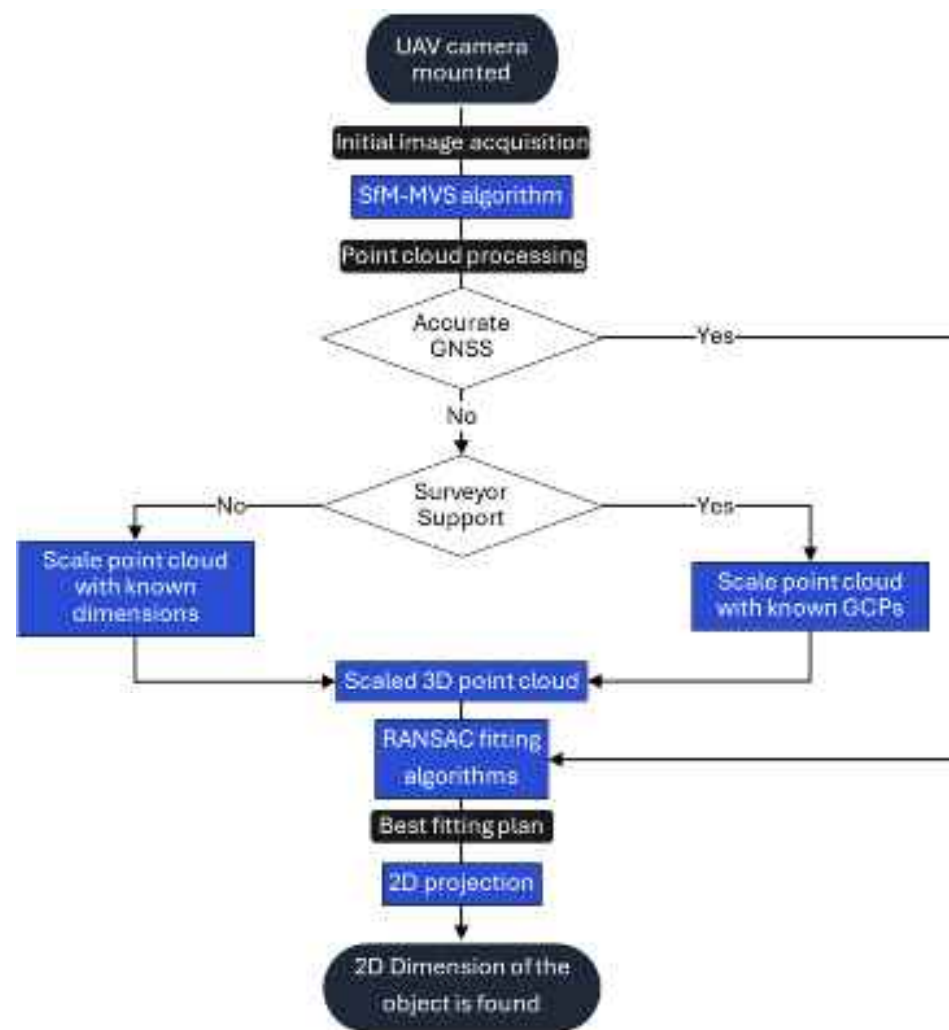 UAV camera
mounted
Initial image acquisition
SfM-MVS algorithm
Point cloud processing
Accurate
GNSS
Yes
No
Surveyor
Support
No
Yes
Scale point cloud
with known
dimensions
Scale point cloud
with known GCPs
Scaled 3D point cloud
RANSAC fitting
algorithms
Best fitting plan
2D projection
2D Dimension of the
object is found